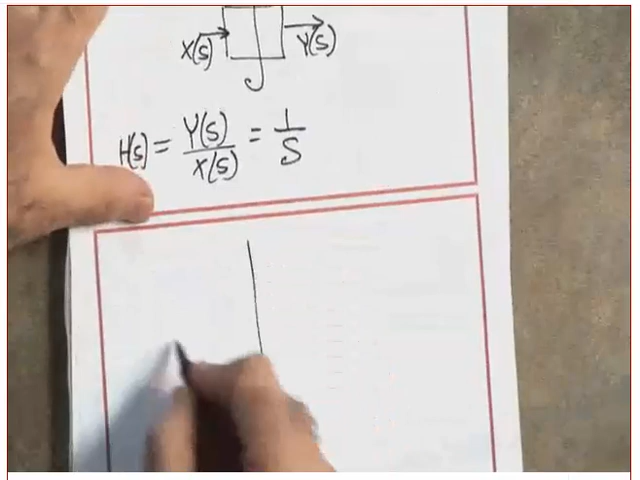 X(s) Y(s)
H(s) = Y(s)/X(s) = 1/S